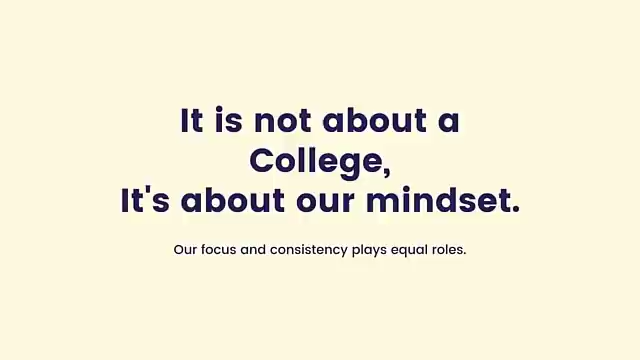 It is not about a
College,
It's about our mindset.
Our focus and consistency plays equal roles.